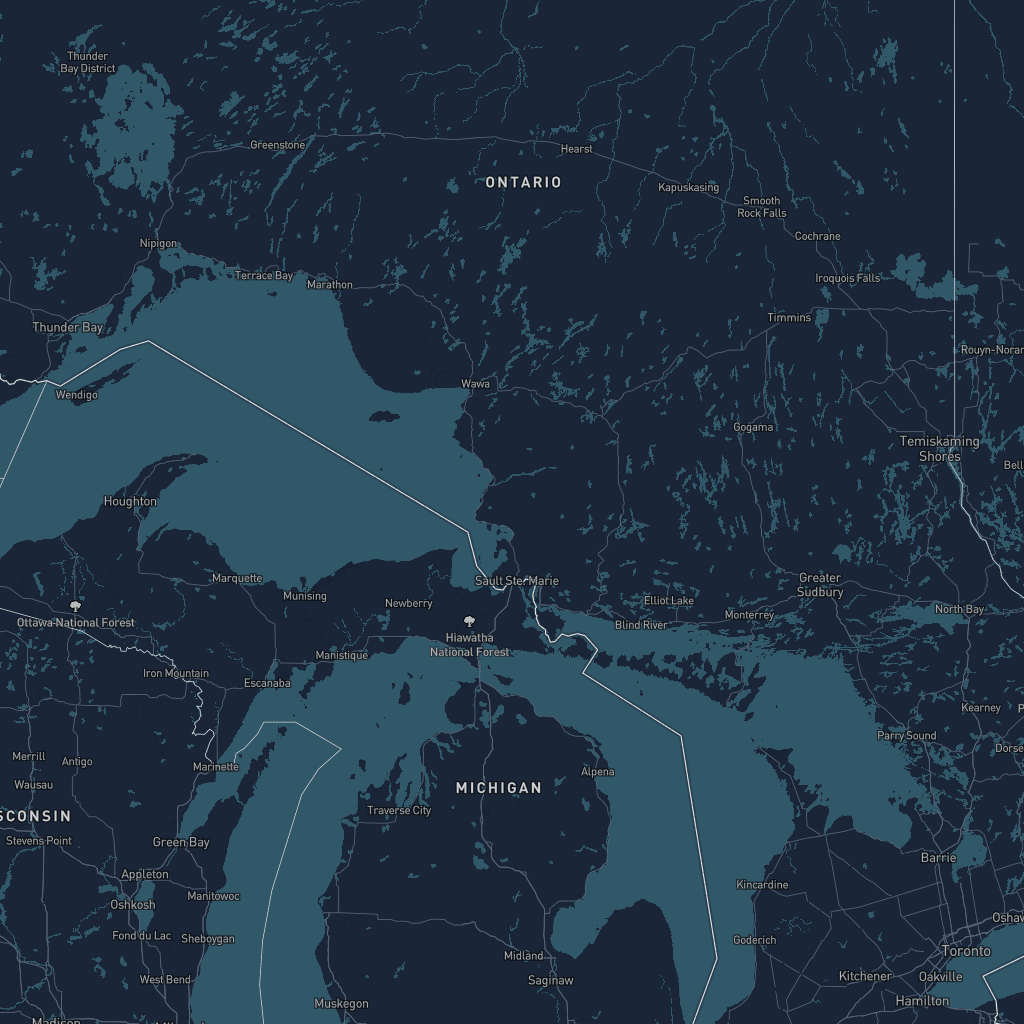 Thunder
Bay District
Greenstone
Hearst
ONTARIO
Kapuskasing
Smooth
Rock Falls
Cochrane
Nipigon
Terrace Bay
Marathon
Iroquois Falls
Thunder Bay
Timmins
Rouyn-Noran
Wendigo
Wawa
Gogama
Temiskaming
Shores
Bell
Houghton
Marquette
Sault Ste-Marie
Greater
Sudbury
Munising
Newberry
Elliot Lake
Monterrey
North Bay
Ottawa National Forest
Blind River
Hiawatha
National Forest
Manistique
Iron Mountain
Escanaba
Kearney
P
Parry Sound
Dorse
Merrill
Antigo
Marinette
Alpena
Wausau
MICHIGAN
SCONSIN
Traverse City
Stevens Point
Green Bay
Barrie
Appleton
Kincardine
Manitowoc
Oshkosh
Oshaw
Fond du Lac
Sheboygan
Goderich
Toronto
Midland
West Bend
Saginaw
Kitchener
Oakville
Muskegon
Hamilton
Madison